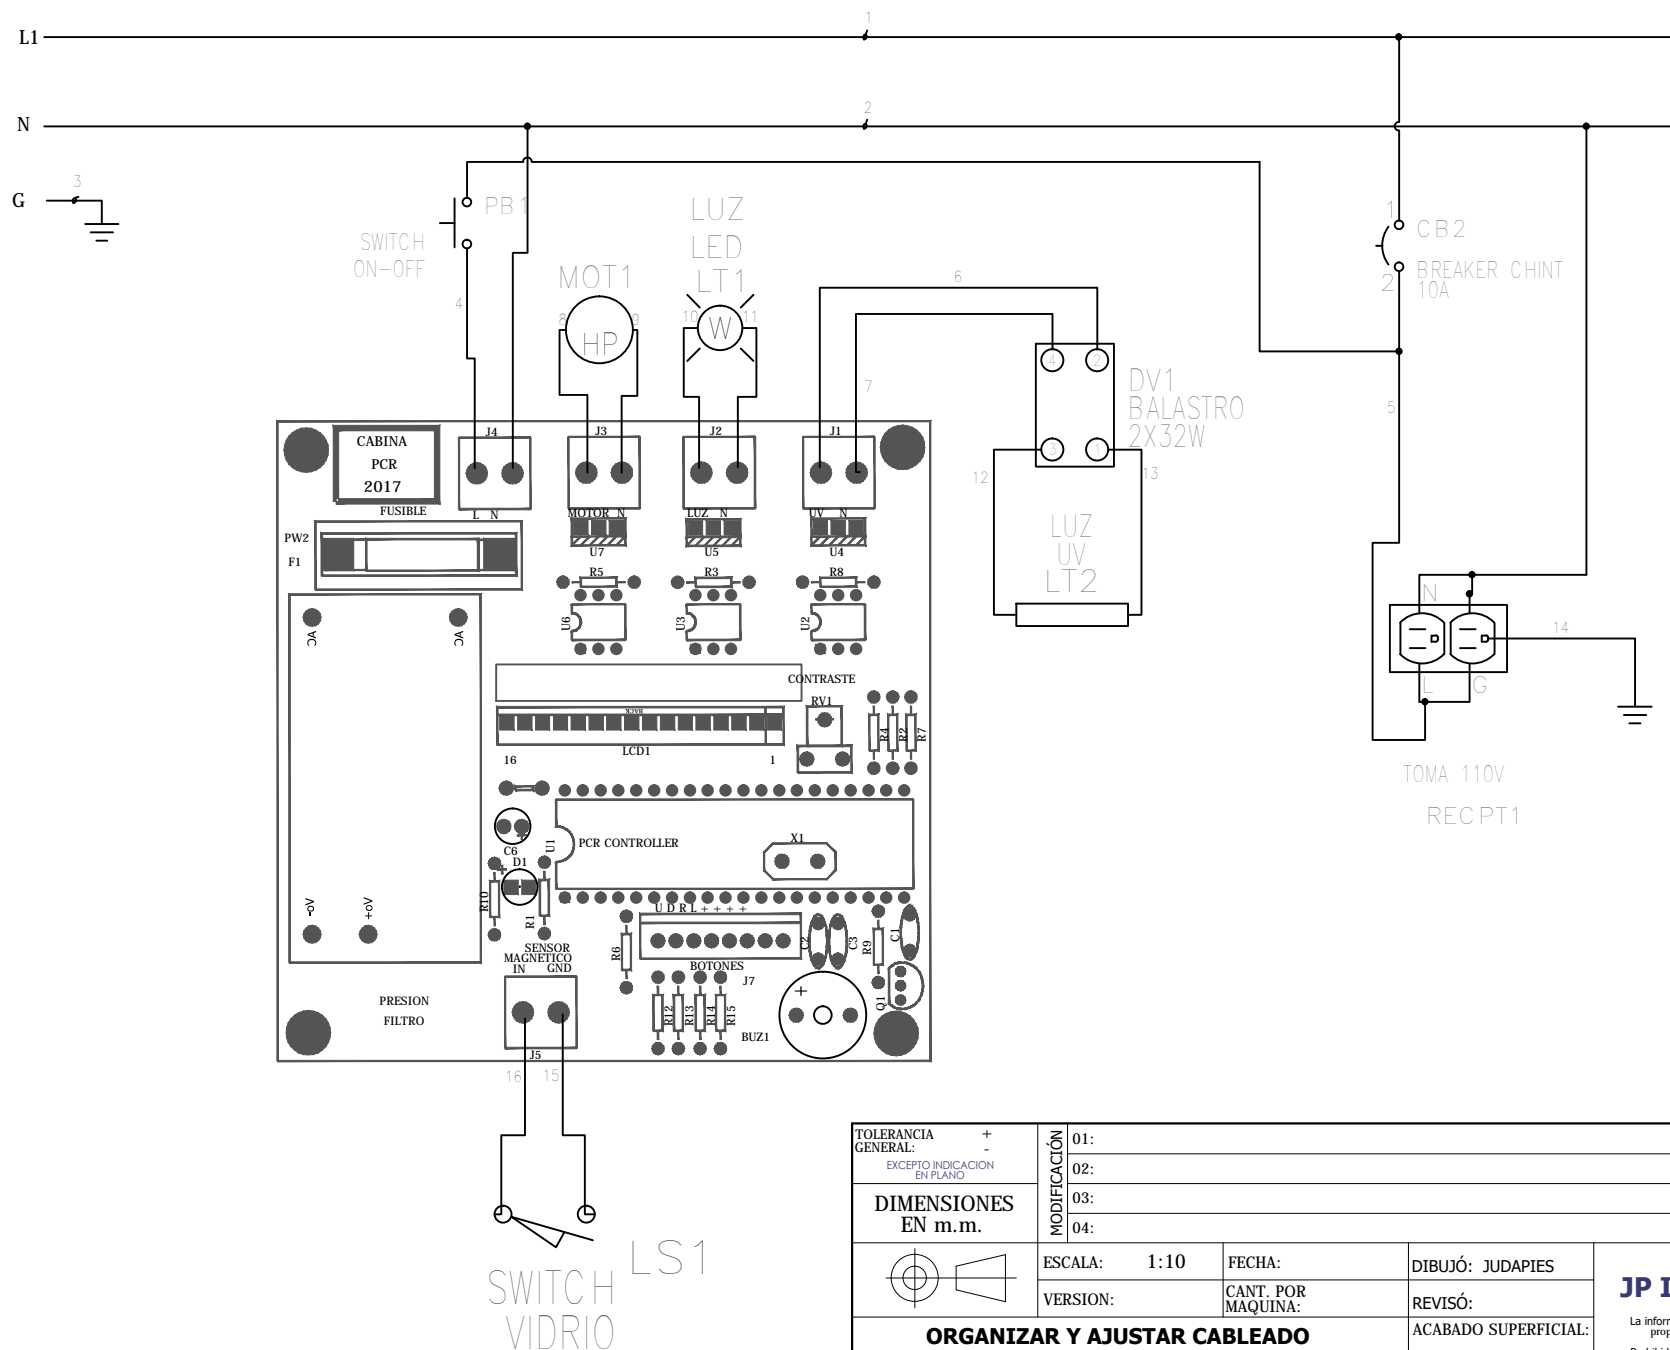 1
L1
2
N
3
G
PB1
SWITCH
ON-OFF
4
LUZ
LED
LT1
MOT1
8
9
HP
10
11
W
6
7
1
CB2
BREAKER CHINT
10A
2
5
4
2
3
1
DV1
BALASTRO
2X32W
12
13
LUZ
UV
LT2
CABINA
PCR
2017
J4
J3
J2
J1
FUSIBLE
L N
MOTOR N
LUZ N
UV N
PW2
F1
U7
U5
U4
R5
R3
R8
U6
U3
U2
AC
AC
CONTRASTE
RV1
BACK
LCD1
16
1
R4
R2
R7
N
L
G
14
TOMA 110V
RECPT1
C6
+
D1
+
U1
PCR CONTROLLER
X1
R10
R1
-oV
+oV
U D R L + + + +
R6
C2
C3
R9
C1
SENSOR
MAGNETICO
IN GND
BOTONES
J7
PRESION
FILTRO
R12
R13
R14
R15
+
BUZ1
Q1
J5
16
15
LS1
SWITCH
VIDRIO
TOLERANCIA +
GENERAL: -
EXCEPTO INDICACION
EN PLANO
DIMENSIONES
EN m.m.
MODIFICACIÓN
01:
02:
03:
04:
ESCALA: 1:10
FECHA:
DIBUJÓ: JUDAPIES
VERSION:
CANT. POR
MAQUINA:
REVISÓ:
ORGANIZAR Y AJUSTAR CABLEADO
ACABADO SUPERFICIAL:
JP I
La infor
prop